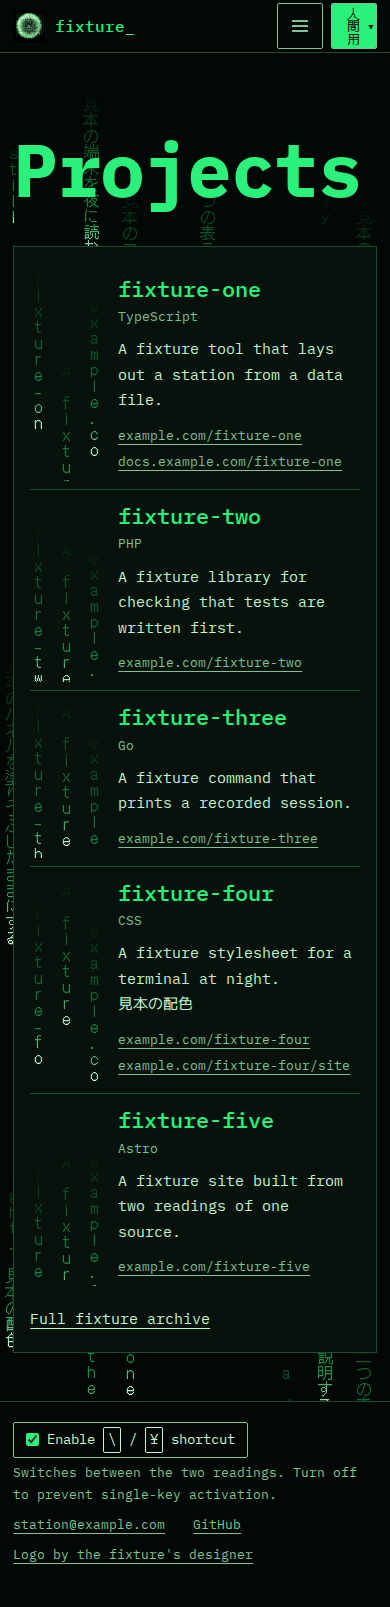 fixture_
人間用 ▾
Projects
fixture-one
TypeScript
A fixture tool that lays
out a station from a data
file.
example.com/fixture-one
docs.example.com/fixture-one
fixture-two
PHP
A fixture library for
checking that tests are
written first.
example.com/fixture-two
fixture-three
Go
A fixture command that
prints a recorded session.
example.com/fixture-three
fixture-four
CSS
A fixture stylesheet for a
terminal at night.
見本の配色
example.com/fixture-four
example.com/fixture-four/site
fixture-five
Astro
A fixture site built from
two readings of one
source.
example.com/fixture-five
Full fixture archive
Enable \ / ¥ shortcut
Switches between the two readings. Turn off
to prevent single-key activation.
station@example.com GitHub
Logo by the fixture's designer